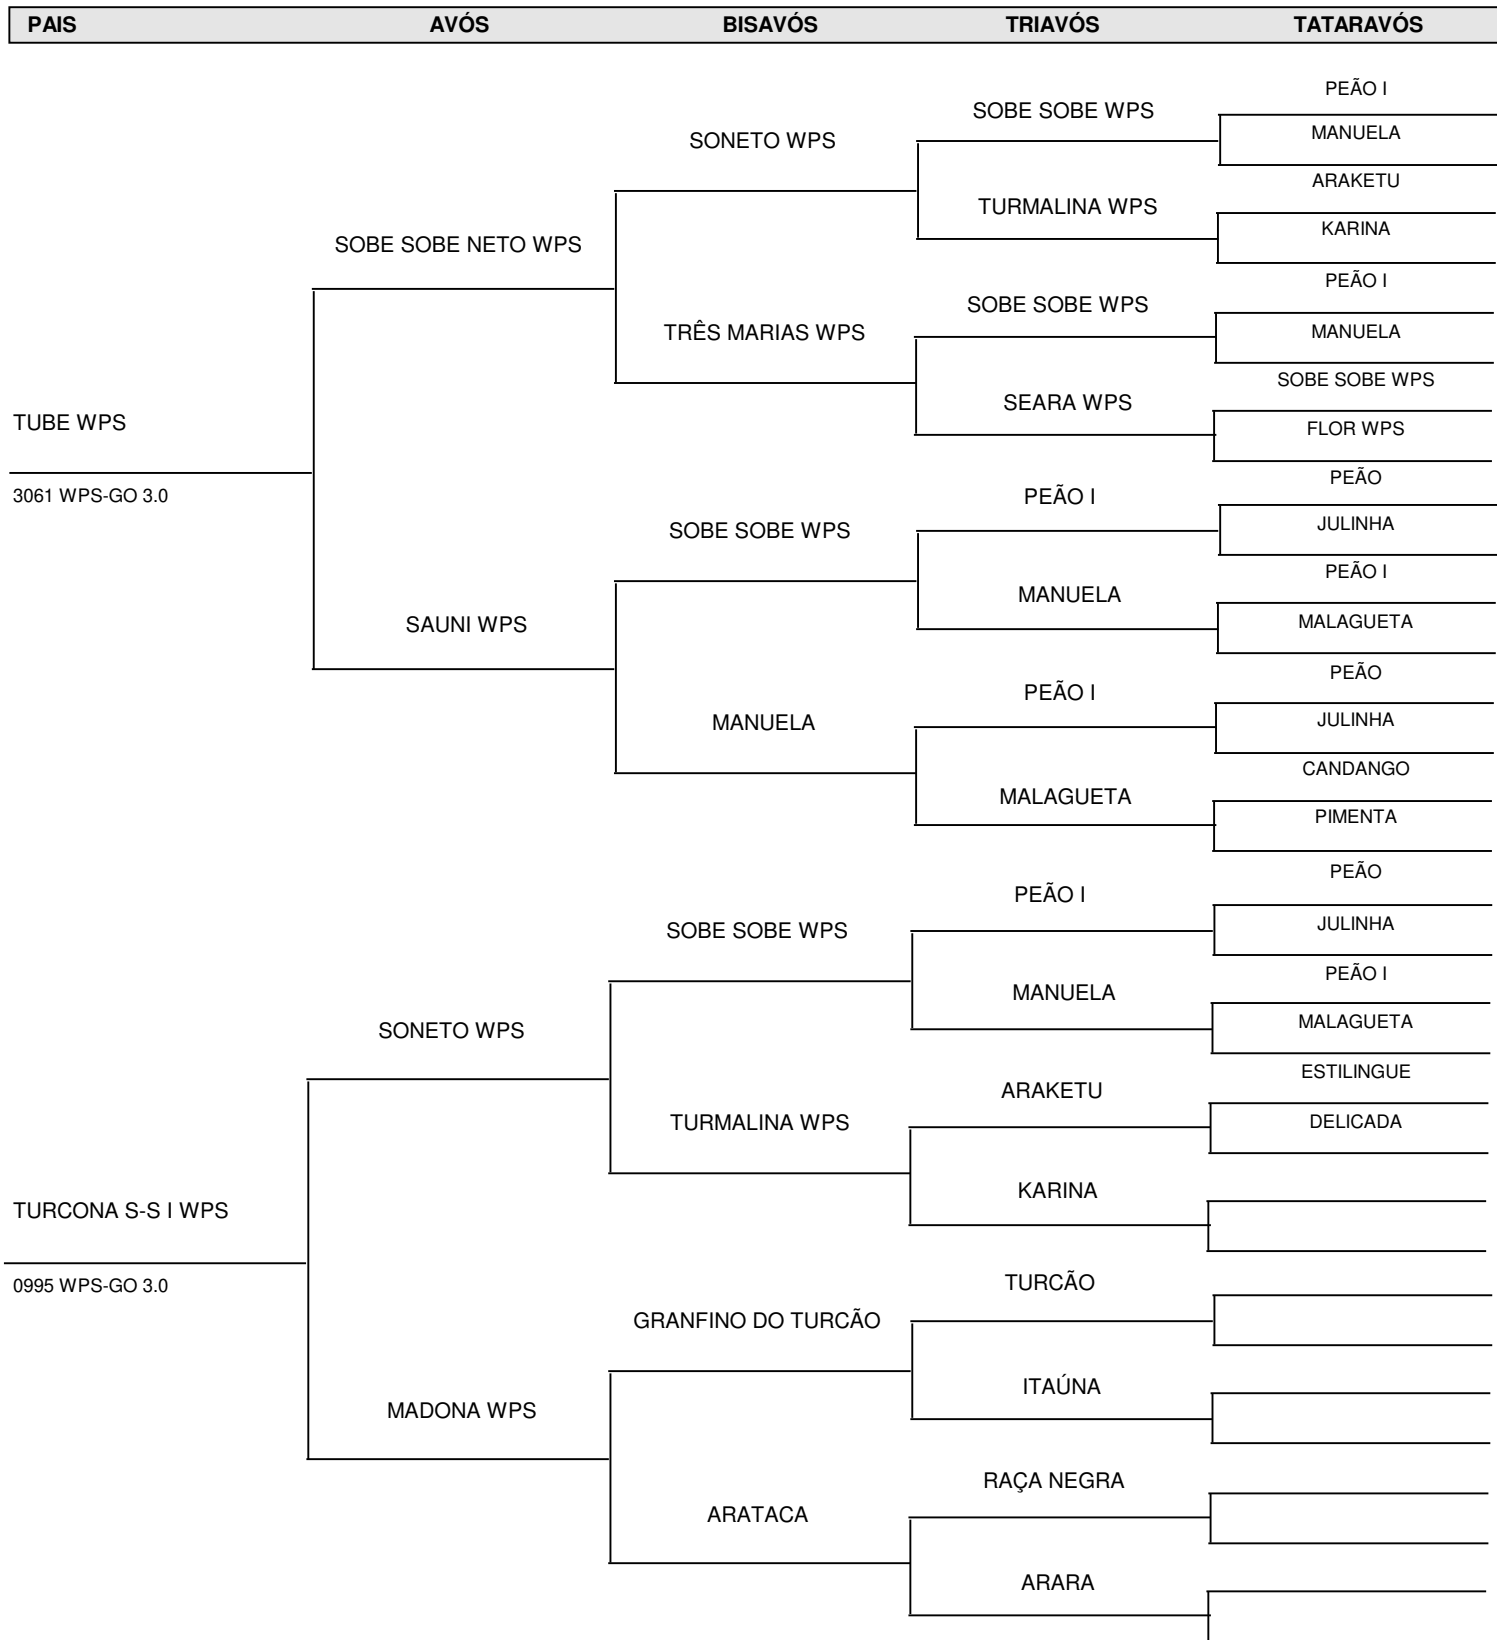 PAIS AVÓS BISAVÓS TRIAVÓS TATARAVÓS
PEÃO I
SOBE SOBE WPS
MANUELA
SONETO WPS
ARAKETU
TURMALINA WPS
KARINA
SOBE SOBE NETO WPS
PEÃO I
SOBE SOBE WPS
MANUELA
TRÊS MARIAS WPS
SOBE SOBE WPS
SEARA WPS
TUBE WPS
FLOR WPS
PEÃO
3061 WPS-GO 3.0
PEÃO I
JULINHA
SOBE SOBE WPS
PEÃO I
MANUELA
MALAGUETA
SAUNI WPS
PEÃO
PEÃO I
JULINHA
MANUELA
CANDANGO
MALAGUETA
PIMENTA
PEÃO
PEÃO I
JULINHA
SOBE SOBE WPS
PEÃO I
MANUELA
MALAGUETA
SONETO WPS
ESTILINGUE
ARAKETU
DELICADA
TURMALINA WPS
KARINA
TURCONA S-S I WPS
TURCÃO
0995 WPS-GO 3.0
GRANFINO DO TURCÃO
ITAÚNA
MADONA WPS
RAÇA NEGRA
ARATACA
ARARA